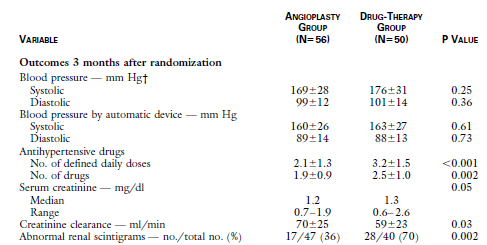 ANGIOPLASTY DRUG-THERAPY
GROUP GROUP
VARIABLE (N=56) (N=50) P VALUE
Outcomes 3 months after randomization
Blood pressure — mm Hg†
Systolic 169±28 176±31 0.25
Diastolic 99±12 101±14 0.36
Blood pressure by automatic device — mm Hg
Systolic 160±26 163±27 0.61
Diastolic 89±14 88±13 0.73
Antihypertensive drugs
No. of defined daily doses 2.1±1.3 3.2±1.5 <0.001
No. of drugs 1.9±0.9 2.5±1.0 0.002
Serum creatinine — mg/dl 0.05
Median 1.2 1.3
Range 0.7–1.9 0.6–2.6
Creatinine clearance — ml/min 70±25 59±23 0.03
Abnormal renal scintigrams — no./total no. (%) 17/47 (36) 28/40 (70) 0.002